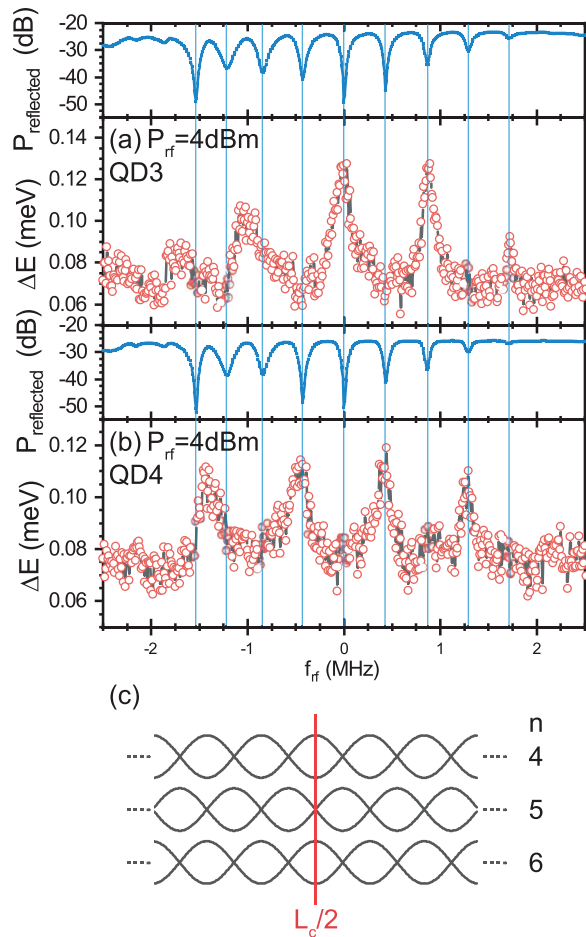 -20
-30
-40
-50
P_reflected (dB)
(a) P_rf=4dBm
QD3
0.14
0.12
0.10
0.08
0.06
ΔE (meV)
-20
-30
-40
-50
P_reflected (dB)
(b) P_rf=4dBm
QD4
0.12
0.10
0.08
0.06
ΔE (meV)
-2 -1 0 1 2
f_rf (MHz)
(c)
n
4
5
6
L_c/2